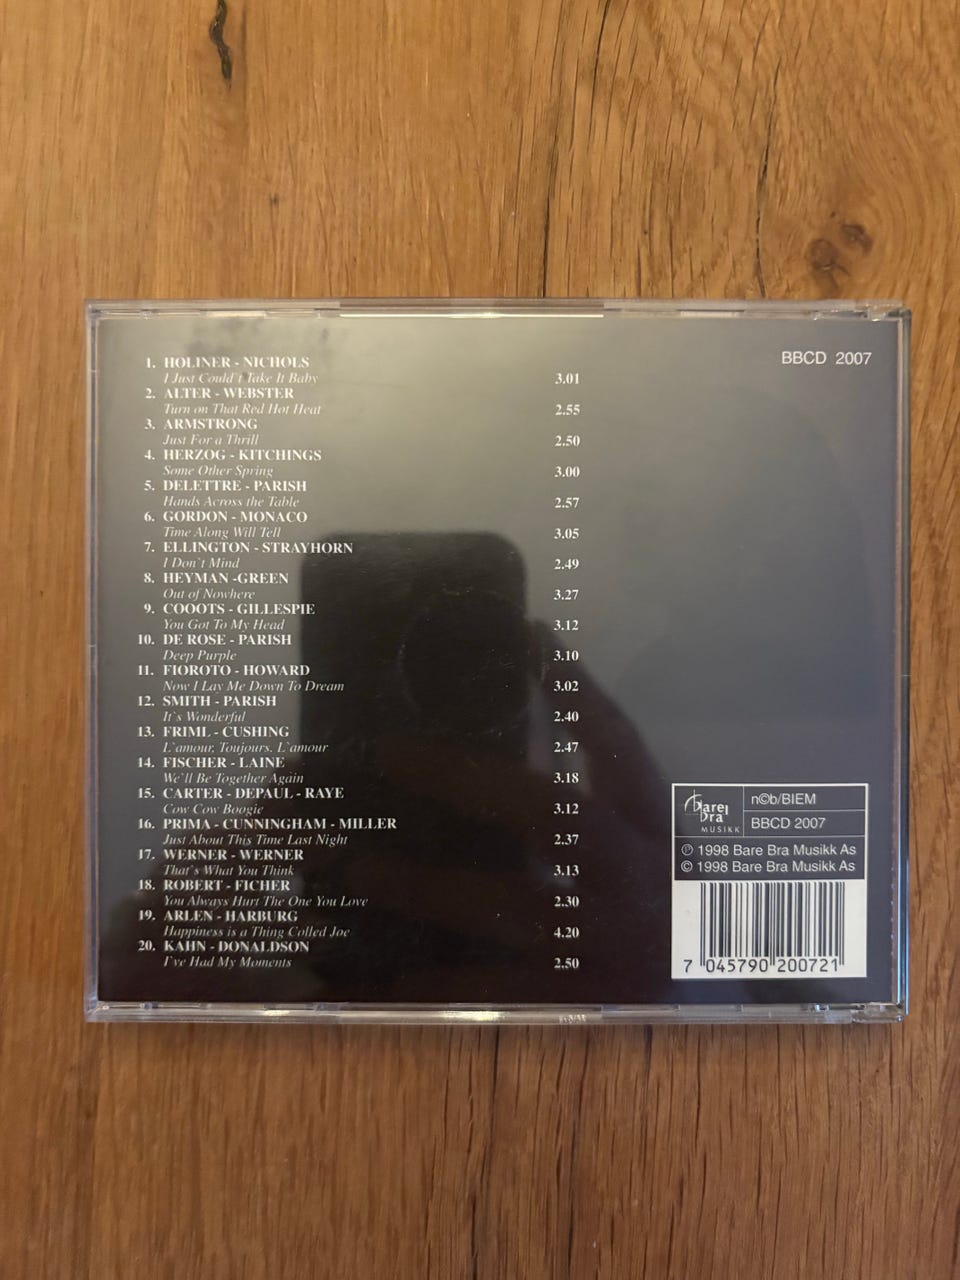 BBCD 2007
1. HOLINER - NICHOLS
I Just Could`t Take It Baby 3.01
2. ALTER - WEBSTER
Turn on That Red Hot Heat 2.55
3. ARMSTRONG
Just For a Thrill 2.50
4. HERZOG - KITCHINGS
Some Other Spring 3.00
5. DELETTRE - PARISH
Hands Across the Table 2.57
6. GORDON - MONACO
Time Along Will Tell 3.05
7. ELLINGTON - STRAYHORN
I Don`t Mind 2.49
8. HEYMAN -GREEN
Out of Nowhere 3.27
9. COOOTS - GILLESPIE
You Got To My Head 3.12
10. DE ROSE - PARISH
Deep Purple 3.10
11. FIOROTO - HOWARD
Now I Lay Me Down To Dream 3.02
12. SMITH - PARISH
It`s Wonderful 2.40
13. FRIML - CUSHING
L`amour, Toujours. L`amour 2.47
14. FISCHER - LAINE
We`ll Be Together Again 3.18
15. CARTER - DEPAUL - RAYE
Cow Cow Boogie 3.12
16. PRIMA - CUNNINGHAM - MILLER
Just About This Time Last Night 2.37
17. WERNER - WERNER
That`s What You Think 3.13
18. ROBERT - FICHER
You Always Hurt The One You Love 2.30
19. ARLEN - HARBURG
Happiness is a Thing Colled Joe 4.20
20. KAHN - DONALDSON
I`ve Had My Moments 2.50
Bare Bra MUSIKK
n©b/BIEM
BBCD 2007
℗ 1998 Bare Bra Musikk As
© 1998 Bare Bra Musikk As
7 045790 200721